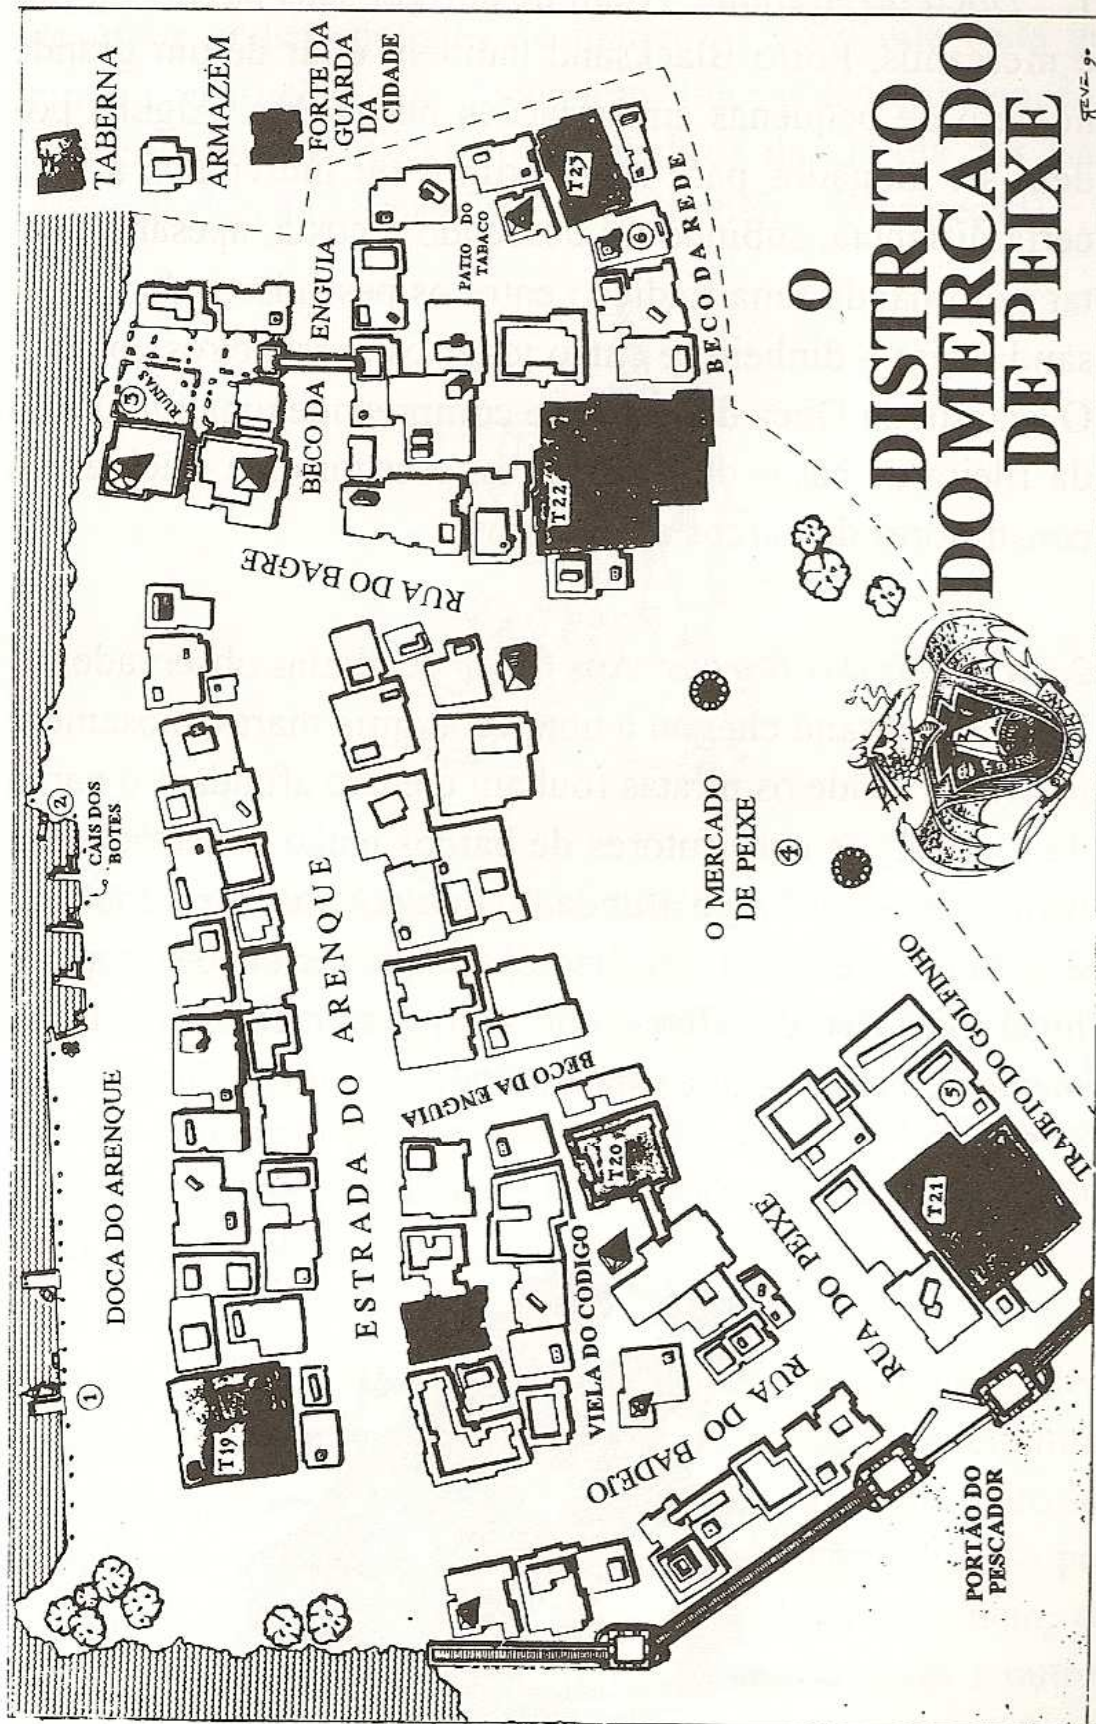 O
DISTRITO
DO MERCADO
DE PEIXE
TABERNA
ARMAZÉM
FORTE DA
GUARDA
DA
CIDADE
DOCA DO ARENQUE
CAIS DOS
BOTES
ESTRADA DO ARENQUE
RUA DO BAGRE
BECO DA ENGUIA
RUINAS
PATIO DO
TABACO
BECO DA REDE
O MERCADO
DE PEIXE
BECO DA ENGUIA
VIELA DO CODIGO
RUA DO BADEJO
RUA DO PEIXE
TRAJETO DO GOLFINHO
PORTÃO DO
PESCADOR
T19
T20
T21
T22
T23
1
2
3
4
5
6